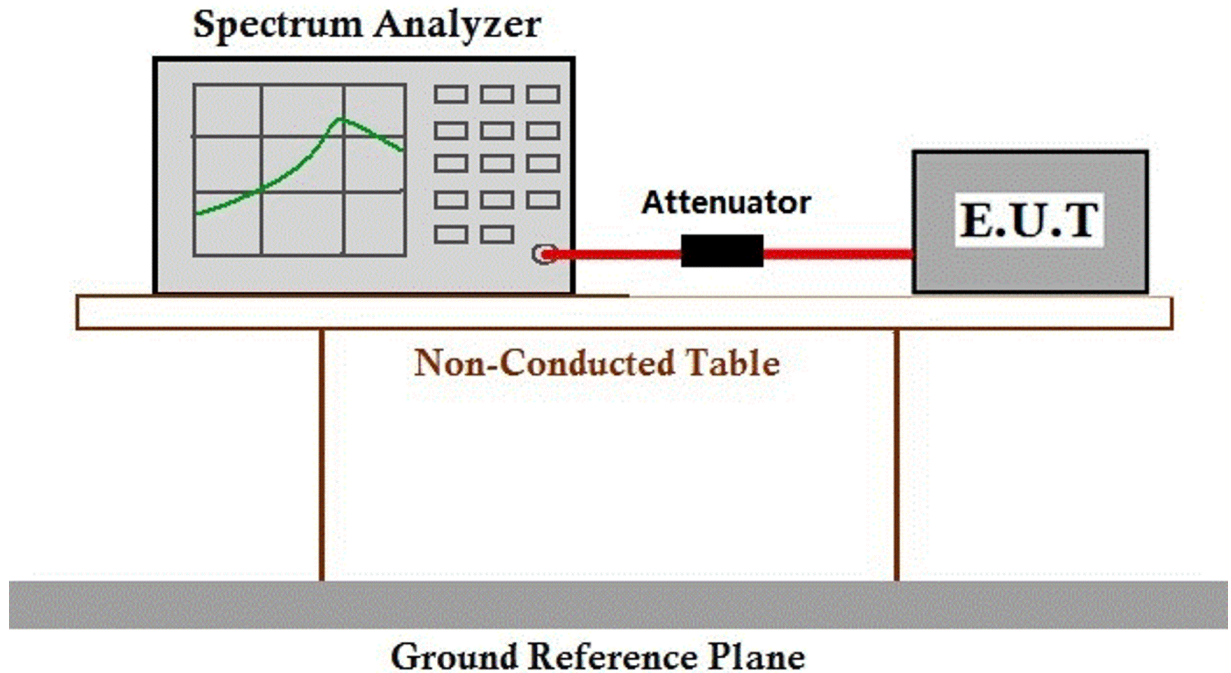 Spectrum Analyzer
Attenuator
E.U.T
Non-Conducted Table
Ground Reference Plane